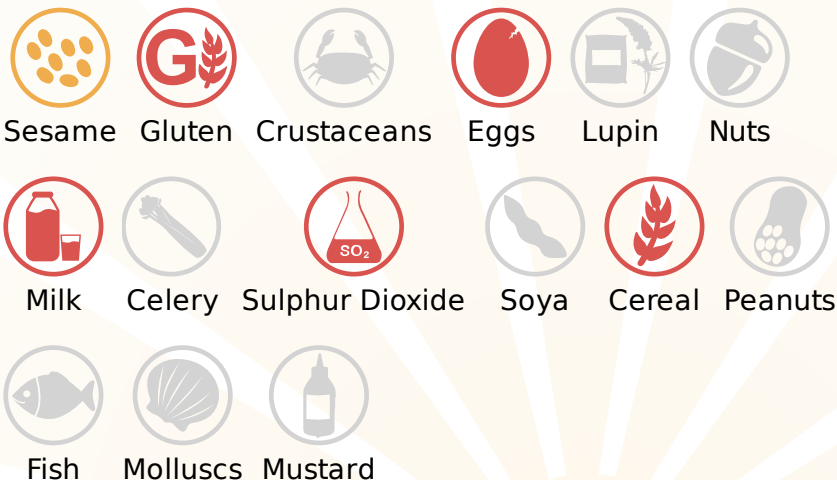 G
Sesame Gluten Crustaceans Eggs Lupin Nuts
SO₂
Milk Celery Sulphur Dioxide Soya Cereal Peanuts
Fish Molluscs Mustard